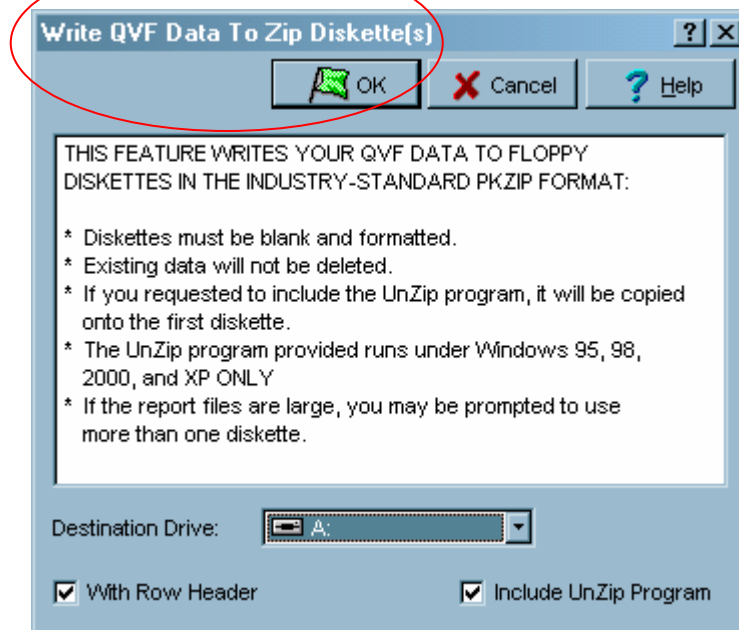 Write QVF Data To Zip Diskette(s)
OK Cancel Help
THIS FEATURE WRITES YOUR QVF DATA TO FLOPPY
DISKETTES IN THE INDUSTRY-STANDARD PKZIP FORMAT:
* Diskettes must be blank and formatted.
* Existing data will not be deleted.
* If you requested to include the UnZip program, it will be copied
onto the first diskette.
* The UnZip program provided runs under Windows 95, 98,
2000, and XP ONLY
* If the report files are large, you may be prompted to use
more than one diskette.
Destination Drive: A:
With Row Header Include UnZip Program